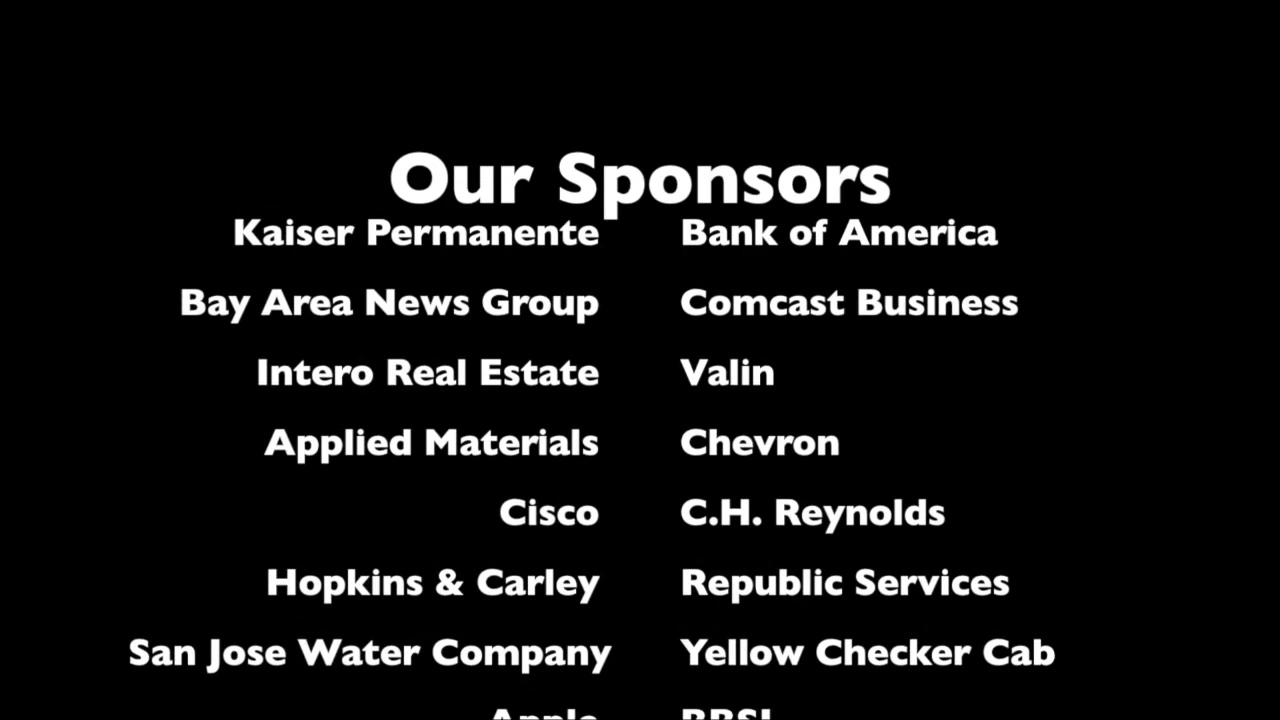 Our Sponsors
Kaiser Permanente Bank of America
Bay Area News Group Comcast Business
Intero Real Estate Valin
Applied Materials Chevron
Cisco C.H. Reynolds
Hopkins & Carley Republic Services
San Jose Water Company Yellow Checker Cab
Apple